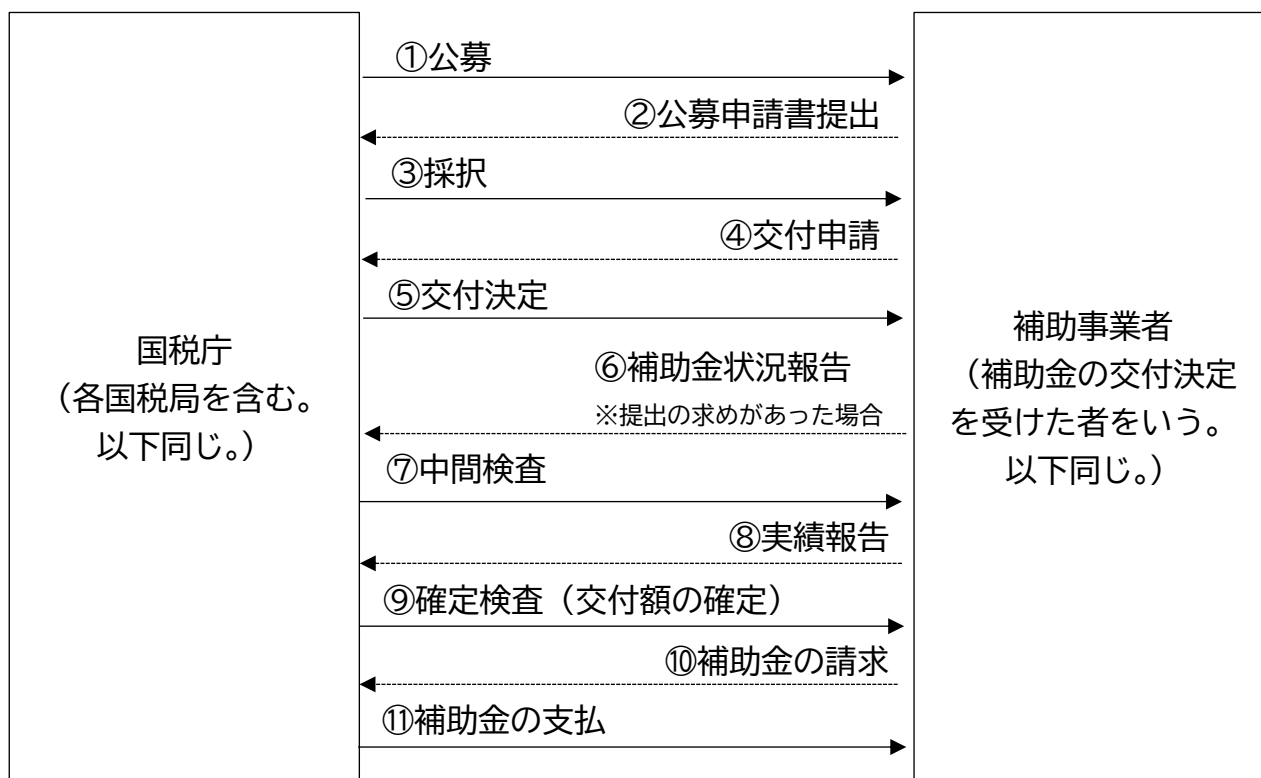 ①公募
②公募申請書提出
③採択
④交付申請
⑤交付決定
国税庁
（各国税局を含む。
以下同じ。）
⑥補助金状況報告
※提出の求めがあった場合
補助事業者
（補助金の交付決定
を受けた者をいう。
以下同じ。）
⑦中間検査
⑧実績報告
⑨確定検査（交付額の確定）
⑩補助金の請求
⑪補助金の支払